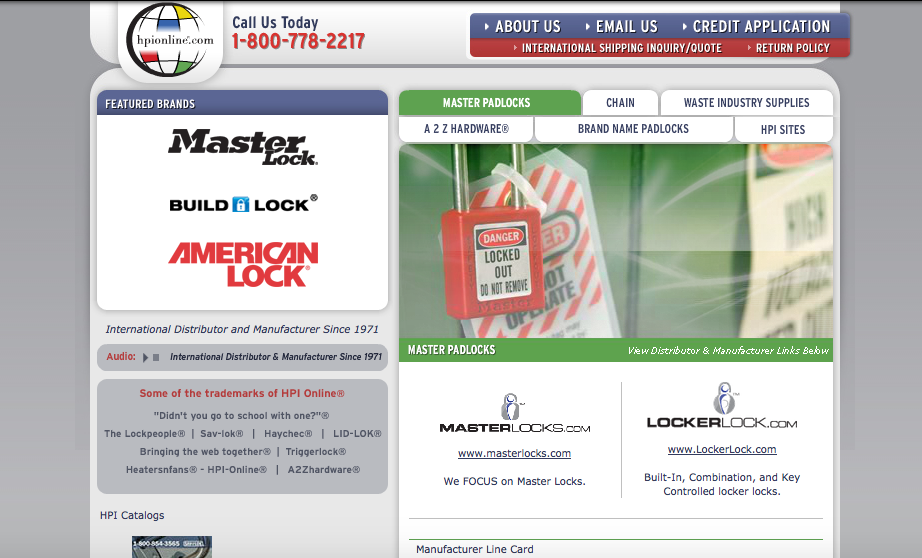 hpionline.com
Call Us Today
1-800-778-2217
ABOUT US
EMAIL US
CREDIT APPLICATION
INTERNATIONAL SHIPPING INQUIRY/QUOTE
RETURN POLICY
FEATURED BRANDS
Master Lock.
BUILD LOCK®
AMERICAN LOCK®
International Distributor and Manufacturer Since 1971
Audio: International Distributor & Manufacturer Since 1971
Some of the trademarks of HPI Online®
"Didn't you go to school with one?"®
The Lockpeople® | Sav-lok® | Haychec® | LID-LOK®
Bringing the web together® | Triggerlock®
Heatersnfans® - HPI-Online® | A2Zhardware®
HPI Catalogs
1-800-854-3565
MASTER PADLOCKS
CHAIN
WASTE INDUSTRY SUPPLIES
A 2 Z HARDWARE®
BRAND NAME PADLOCKS
HPI SITES
DANGER
LOCKED
OUT
DO NOT REMOVE
DANGER
NOT
OPERATE
MASTER PADLOCKS
View Distributor & Manufacturer Links Below
MASTERLOCKS.COM
www.masterlocks.com
We FOCUS on Master Locks.
LOCKERLOCK.COM
www.LockerLock.com
Built-In, Combination, and Key
Controlled locker locks.
Manufacturer Line Card